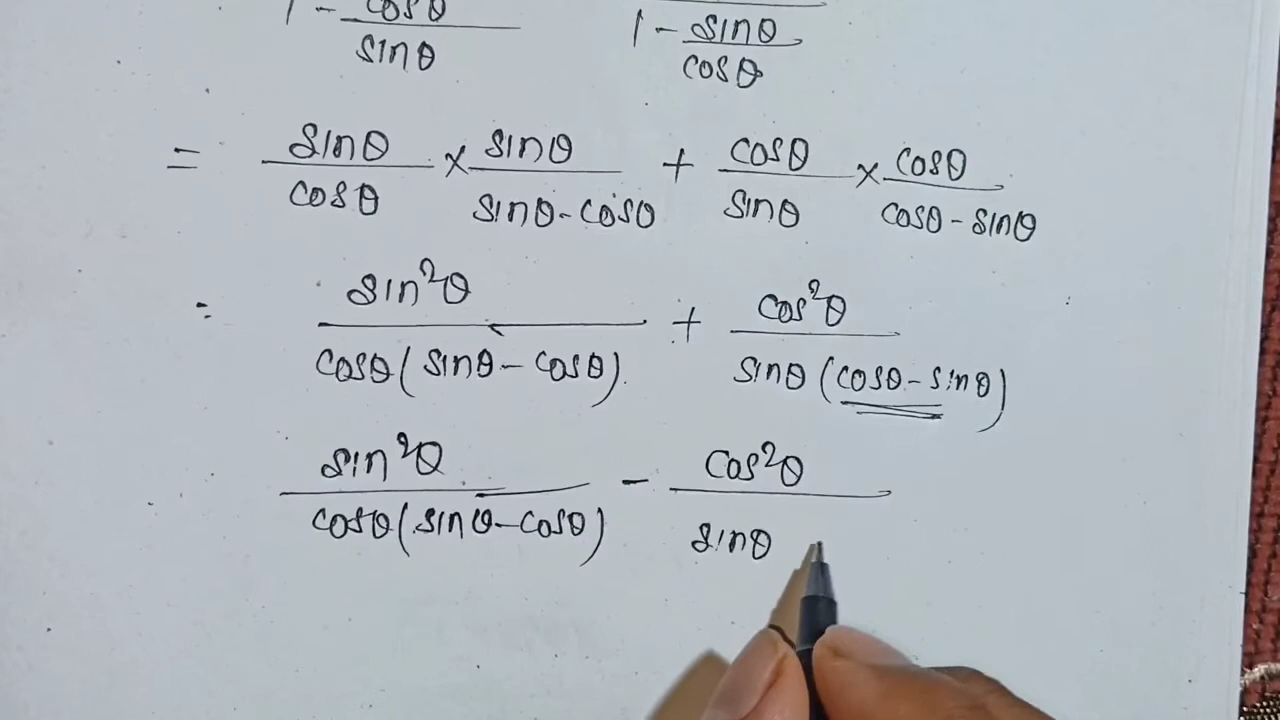 1 - cosθ/sinθ    1 - sinθ/cosθ
= sinθ/cosθ × sinθ/sinθ-cosθ + cosθ/sinθ × cosθ/cosθ-sinθ
= sin²θ/cosθ(sinθ-cosθ) + cos²θ/sinθ(cosθ-sinθ)
sin²θ/cosθ(sinθ-cosθ) - cos²θ/sinθ